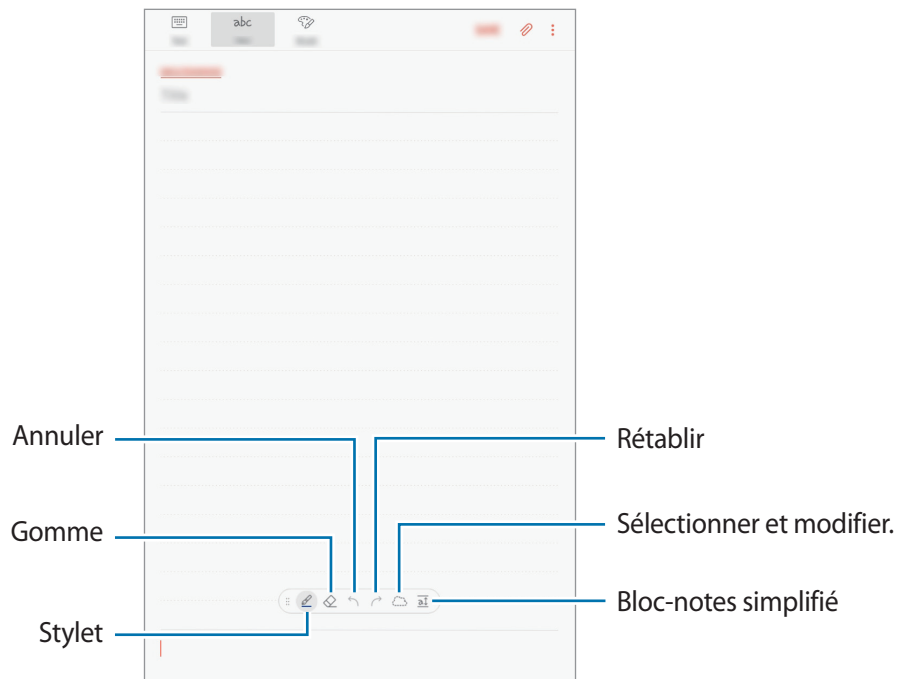 abc
Annuler
Rétablir
Gomme
Sélectionner et modifier.
Bloc-notes simplifié
Stylet